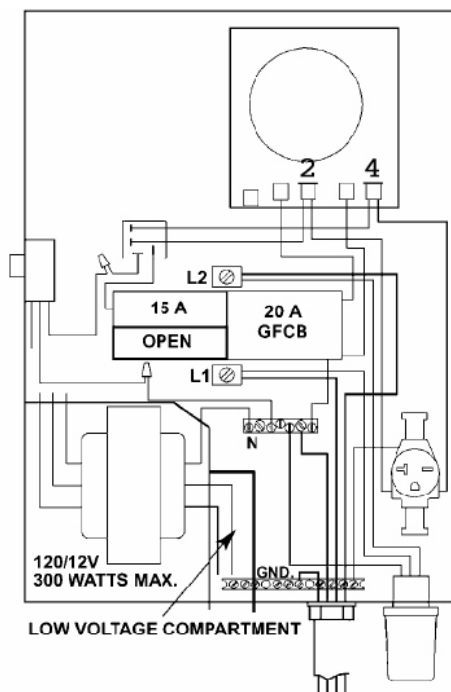 2 4
L2
15 A
20 A
GFCB
OPEN
L1
N
120/12V
300 WATTS MAX.
GND.
LOW VOLTAGE COMPARTMENT